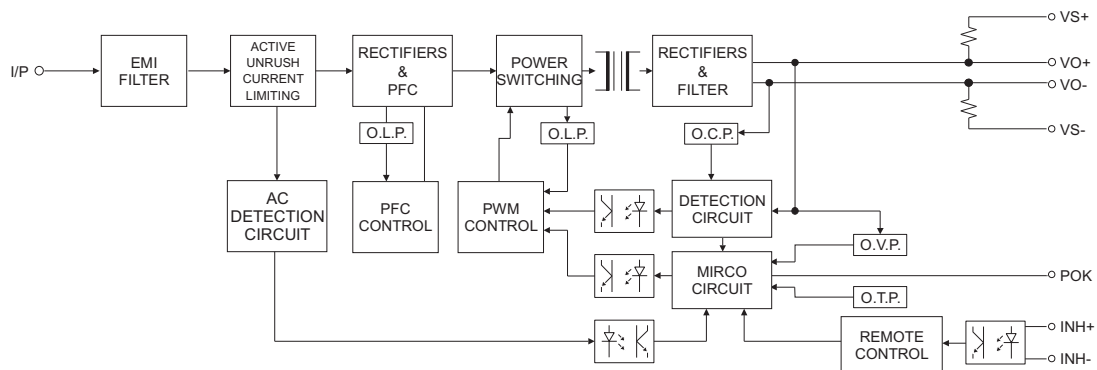 VS+
I/P
EMI
FILTER
ACTIVE
UNRUSH
CURRENT
LIMITING
RECTIFIERS
&
PFC
POWER
SWITCHING
RECTIFIERS
&
FILTER
VO+
VO-
VS-
O.L.P.
O.L.P.
O.C.P.
AC
DETECTION
CIRCUIT
PFC
CONTROL
PWM
CONTROL
DETECTION
CIRCUIT
O.V.P.
MIRCO
CIRCUIT
POK
O.T.P.
REMOTE
CONTROL
INH+
INH-